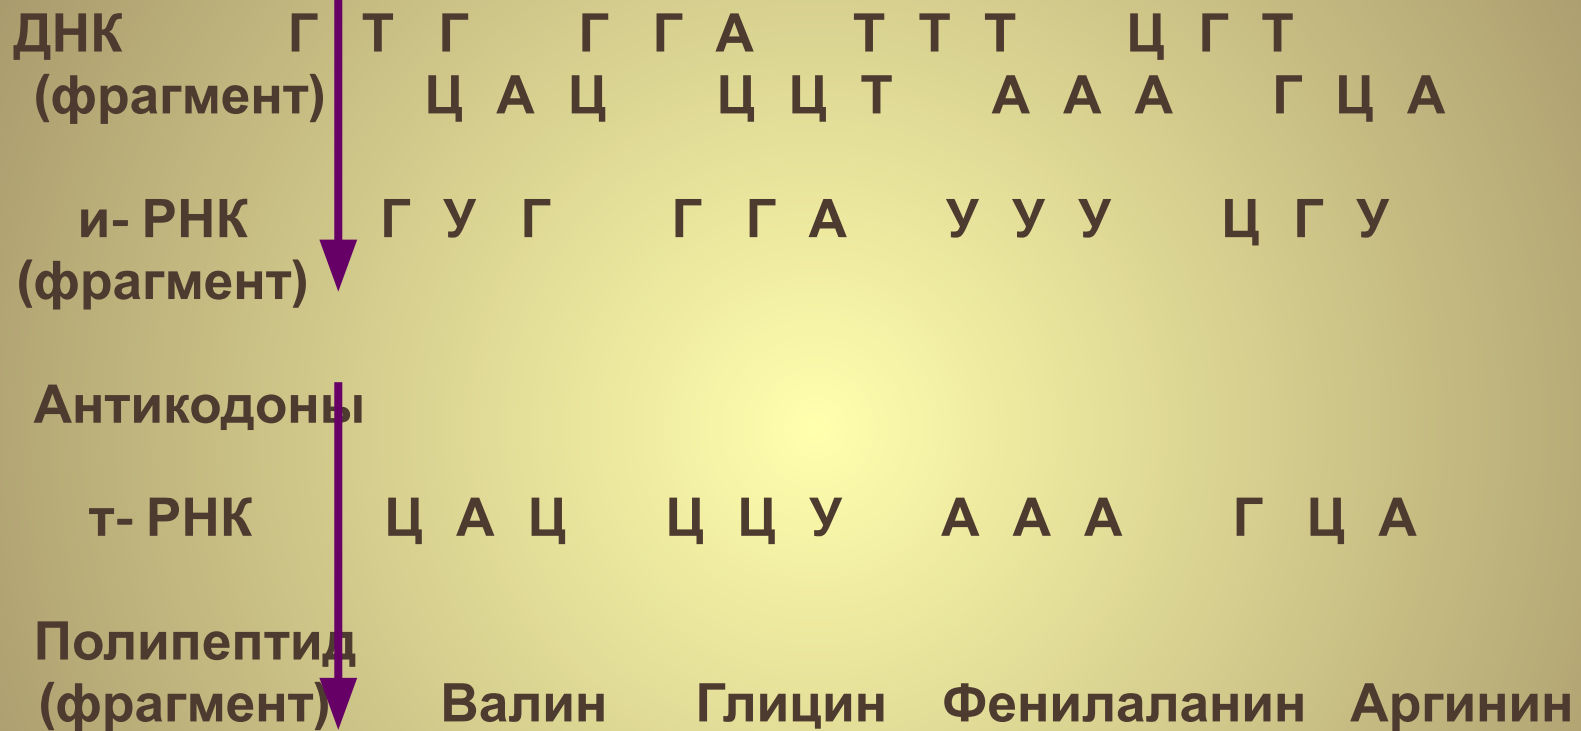 ДНК Г Т Г Г Г А Т Т Т Ц Г Т
(фрагмент) Ц А Ц Ц Ц Т А А А Г Ц А
и- РНК Г У Г Г Г А У У У Ц Г У
(фрагмент)
Антикодоны
т- РНК Ц А Ц Ц Ц У А А А Г Ц А
Полипептид
(фрагмент) Валин Глицин Фенилаланин Аргинин